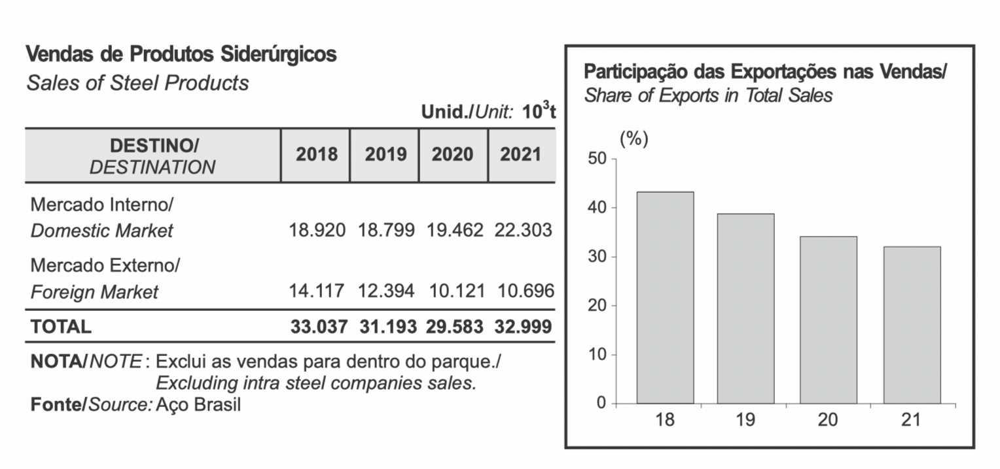 Vendas de Produtos Siderúrgicos
Sales of Steel Products
Unid./Unit: 10³t
DESTINO/
DESTINATION
2018 2019 2020 2021
Mercado Interno/
Domestic Market 18.920 18.799 19.462 22.303
Mercado Externo/
Foreign Market 14.117 12.394 10.121 10.696
TOTAL 33.037 31.193 29.583 32.999
NOTA/NOTE : Exclui as vendas para dentro do parque./
Excluding intra steel companies sales.
Fonte/Source: Aço Brasil
Participação das Exportações nas Vendas/
Share of Exports in Total Sales
(%)
50
40
30
20
10
0
18 19 20 21